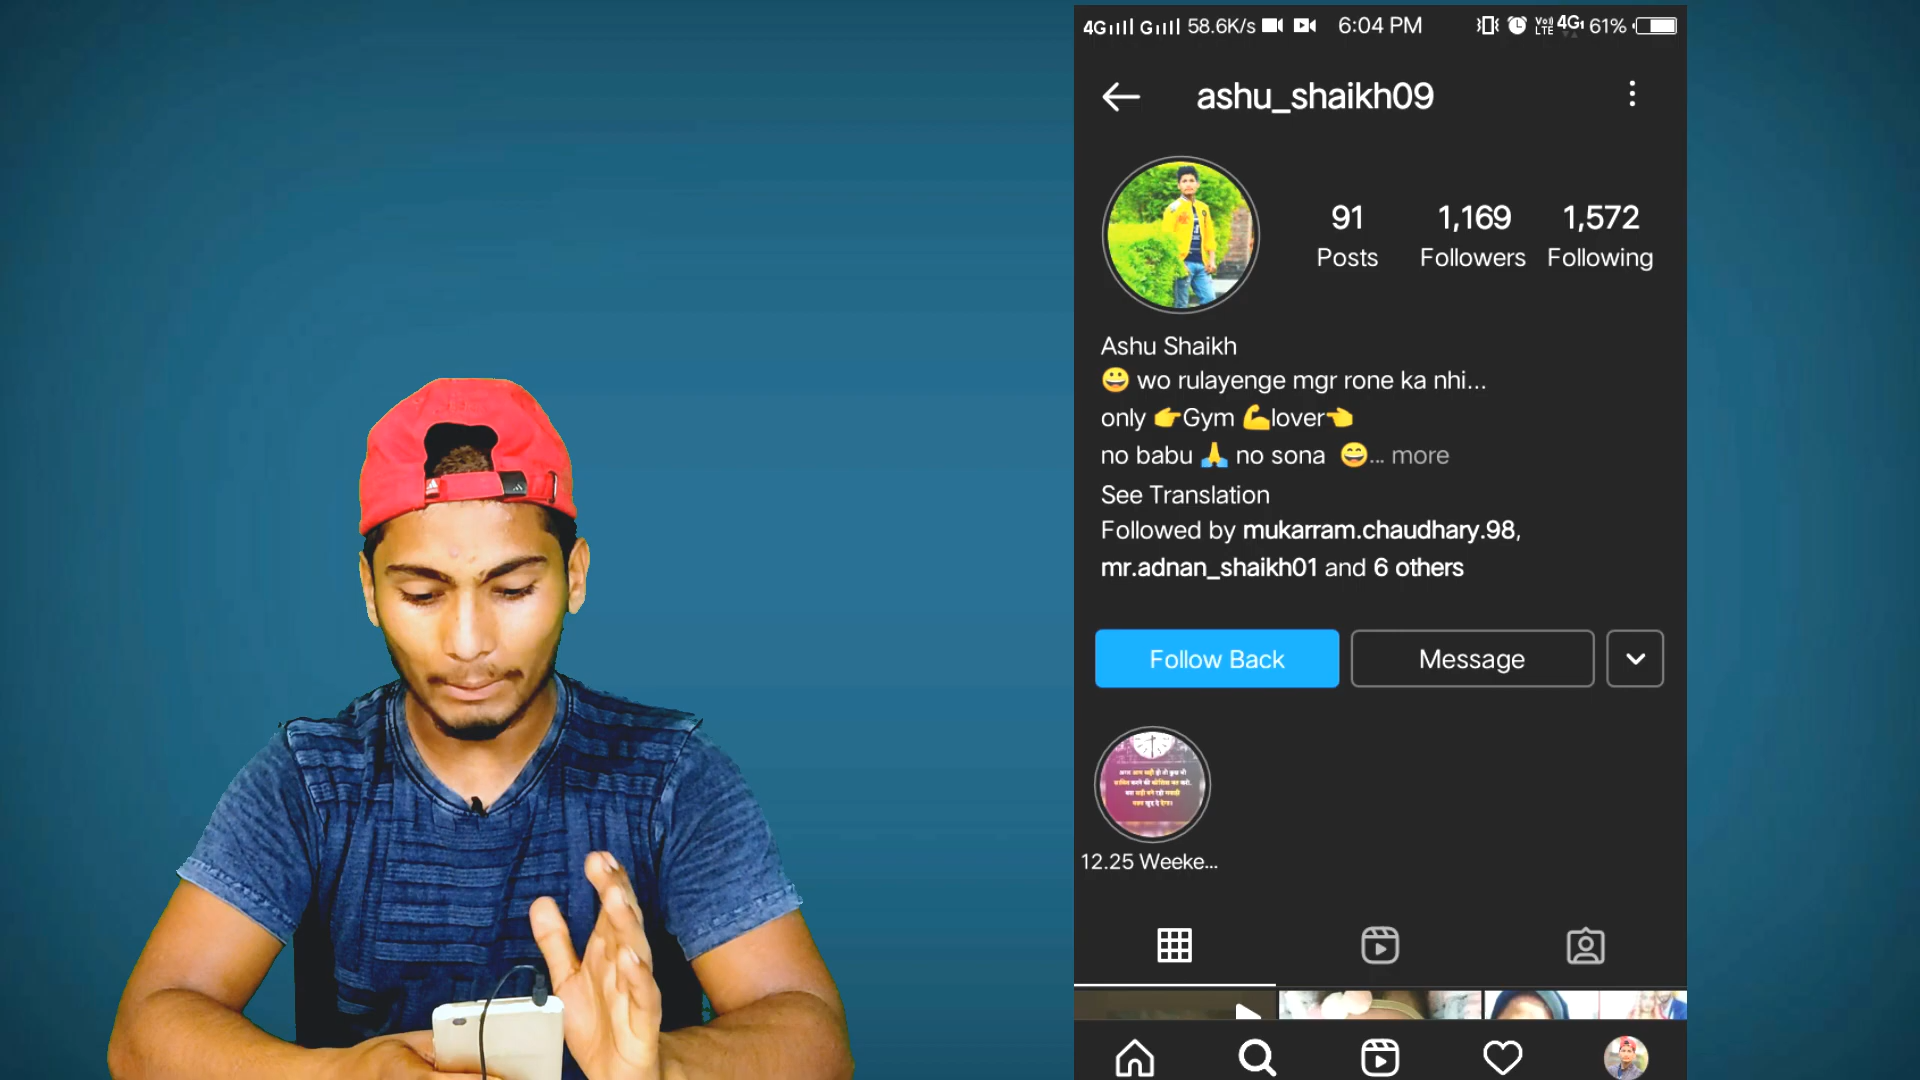 4G G 58.6K/s 6:04 PM VoLTE 4G 61%
ashu_shaikh09
91 1,169 1,572
Posts Followers Following
Ashu Shaikh
😀 wo rulayenge mgr rone ka nhi...
only 👉Gym 💪lover👈
no babu 🙏 no sona 😄... more
See Translation
Followed by mukarram.chaudhary.98,
mr.adnan_shaikh01 and 6 others
Follow Back Message
12.25 Weeke...